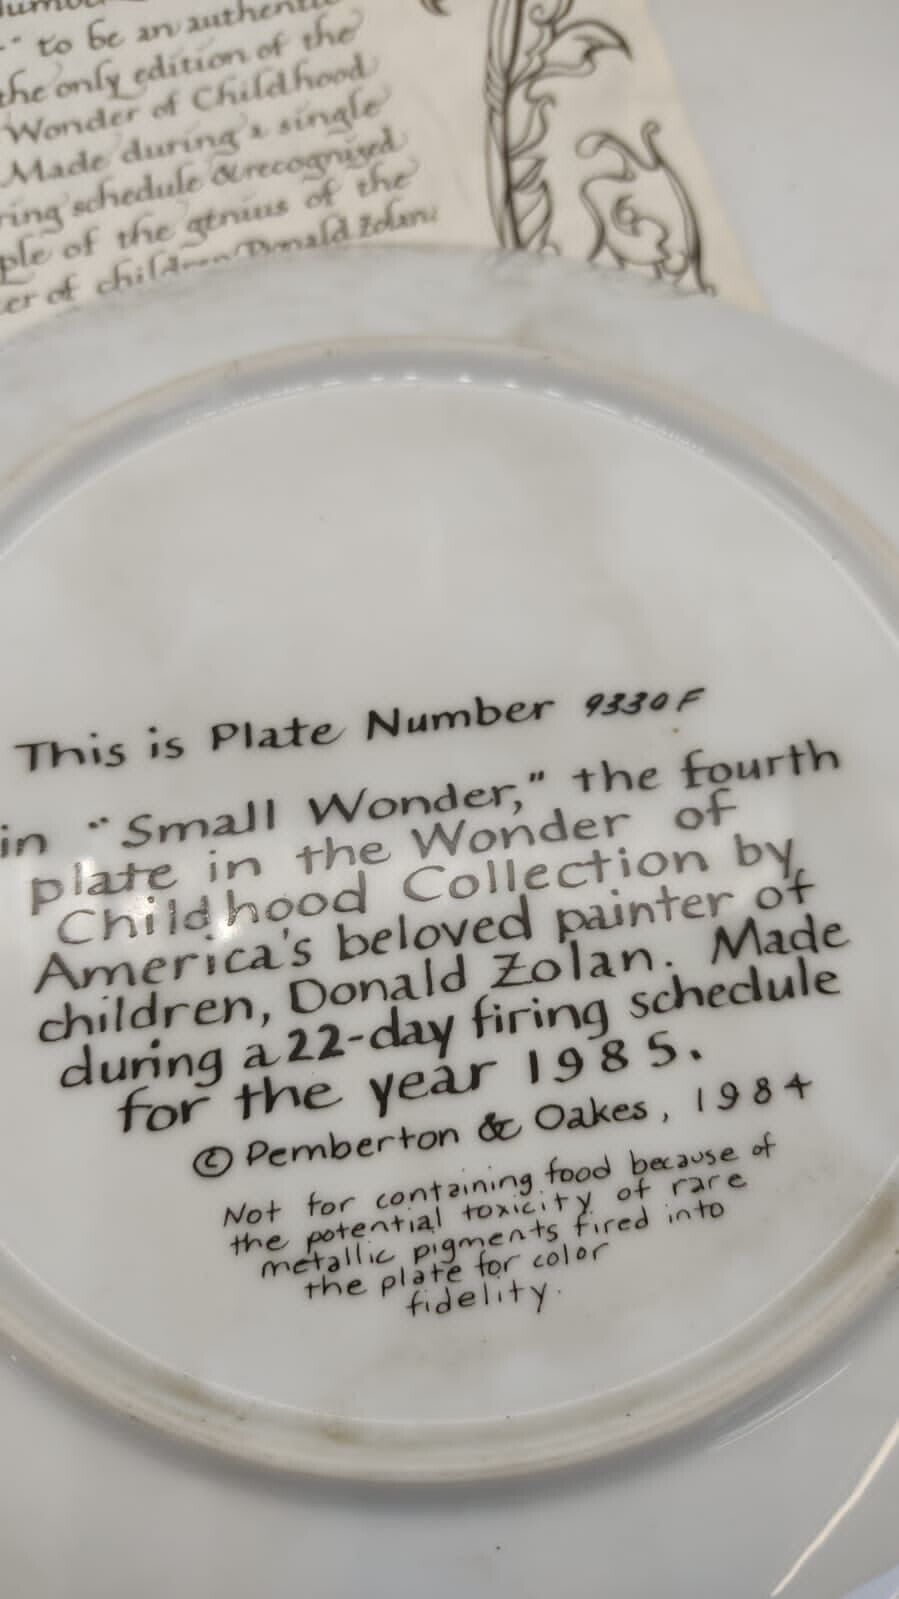 to be an authentic
the only edition of the
Wonder of Childhood
Made during a single
schedule & recognized
of the genius of the
of children Donald Zolan.
This is Plate Number 9330F
in "Small Wonder," the fourth
plate in the Wonder of
Childhood Collection by
America's beloved painter of
children, Donald Zolan. Made
during a 22-day firing schedule
for the year 1985.
© Pemberton & Oakes, 1984
Not for containing food because of
the potential toxicity of rare
metallic pigments fired into
the plate for color
fidelity.